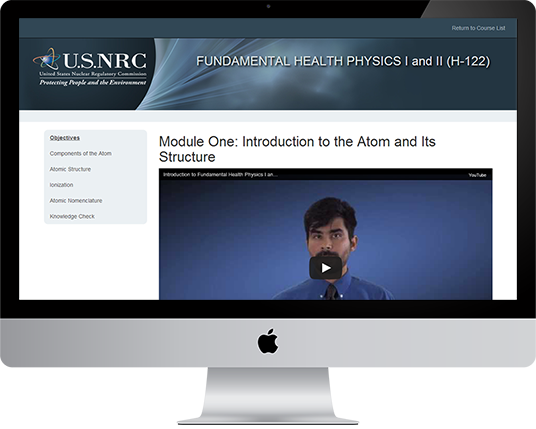 Return to Course List
U.S.NRC
United States Nuclear Regulatory Commission
Protecting People and the Environment
FUNDAMENTAL HEALTH PHYSICS I and II (H-122)
Objectives
Components of the Atom
Atomic Structure
Ionization
Atomic Nomenclature
Knowledge Check
Module One: Introduction to the Atom and Its
Structure
Introduction to Fundamental Health Physics I an...
YouTube